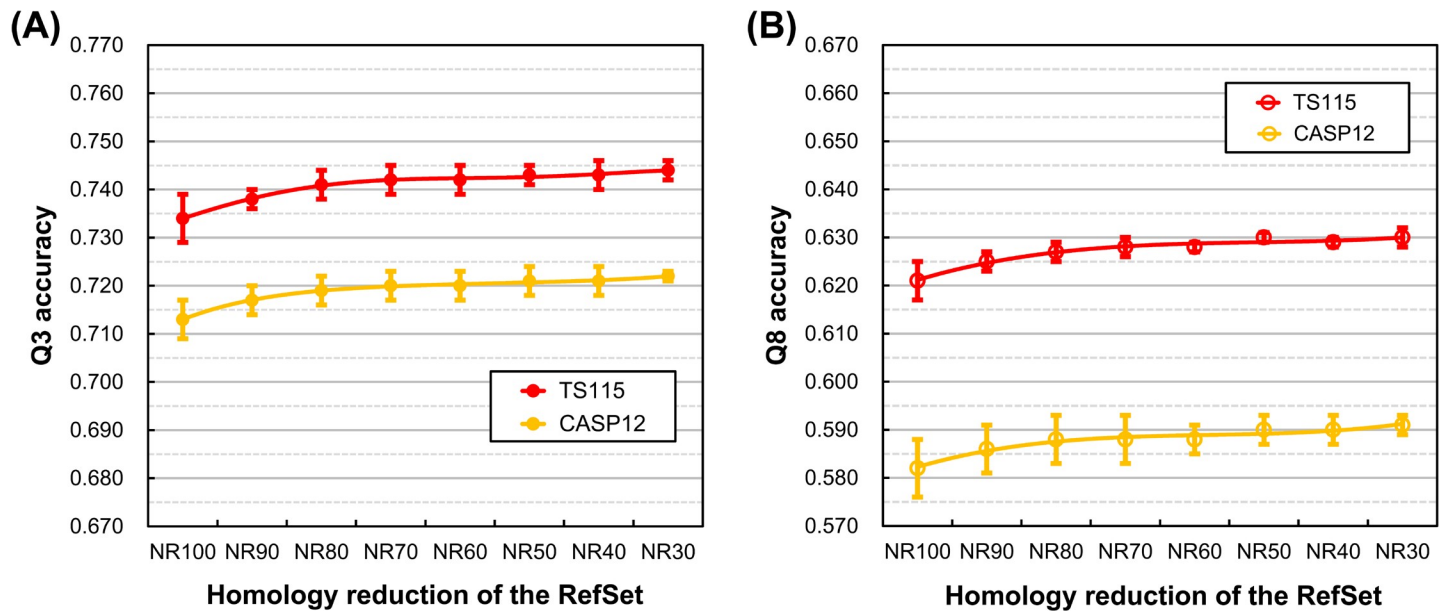 (A)
0.770
0.760
0.750
0.740
0.730
0.720
0.710
0.700
0.690
0.680
0.670
Q3 accuracy
TS115
CASP12
NR100 NR90 NR80 NR70 NR60 NR50 NR40 NR30
Homology reduction of the RefSet
(B)
0.670
0.660
0.650
0.640
0.630
0.620
0.610
0.600
0.590
0.580
0.570
Q8 accuracy
TS115
CASP12
NR100 NR90 NR80 NR70 NR60 NR50 NR40 NR30
Homology reduction of the RefSet